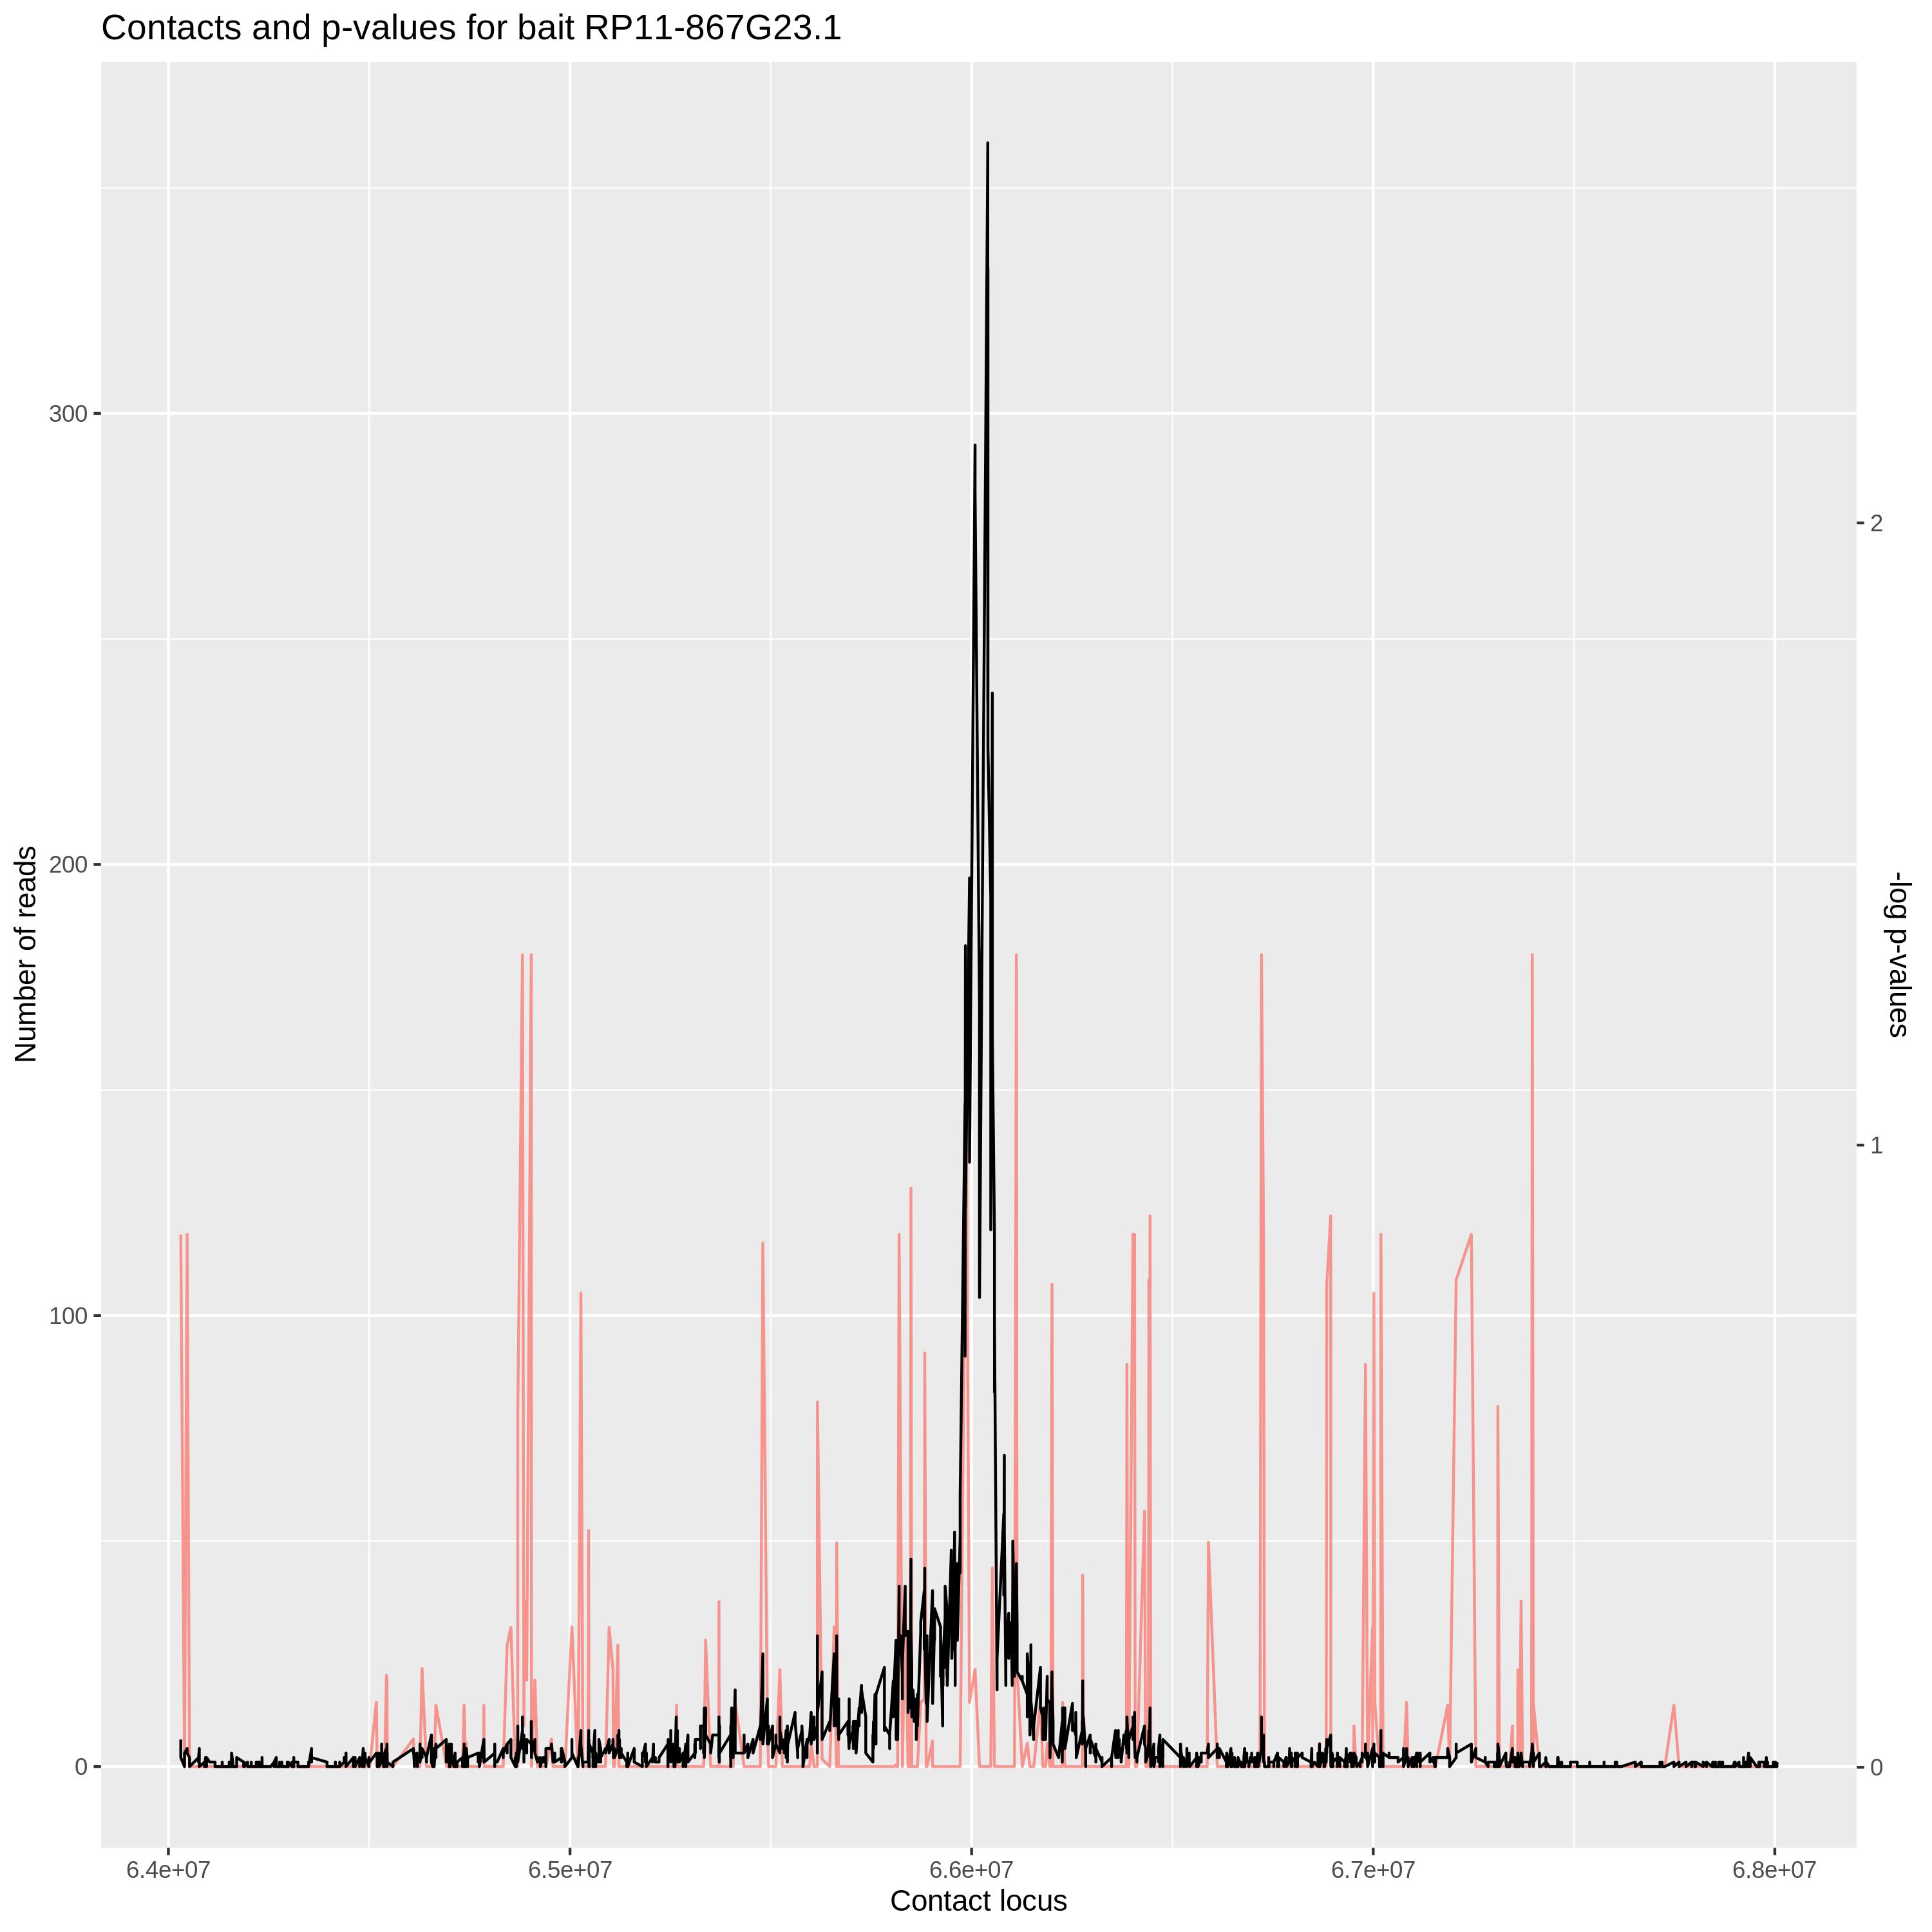 Contacts and p-values for bait RP11-867G23.1
Number of reads
300
200
100
0
2
1
0
-log p-values
6.4e+07
6.5e+07
6.6e+07
6.7e+07
6.8e+07
Contact locus